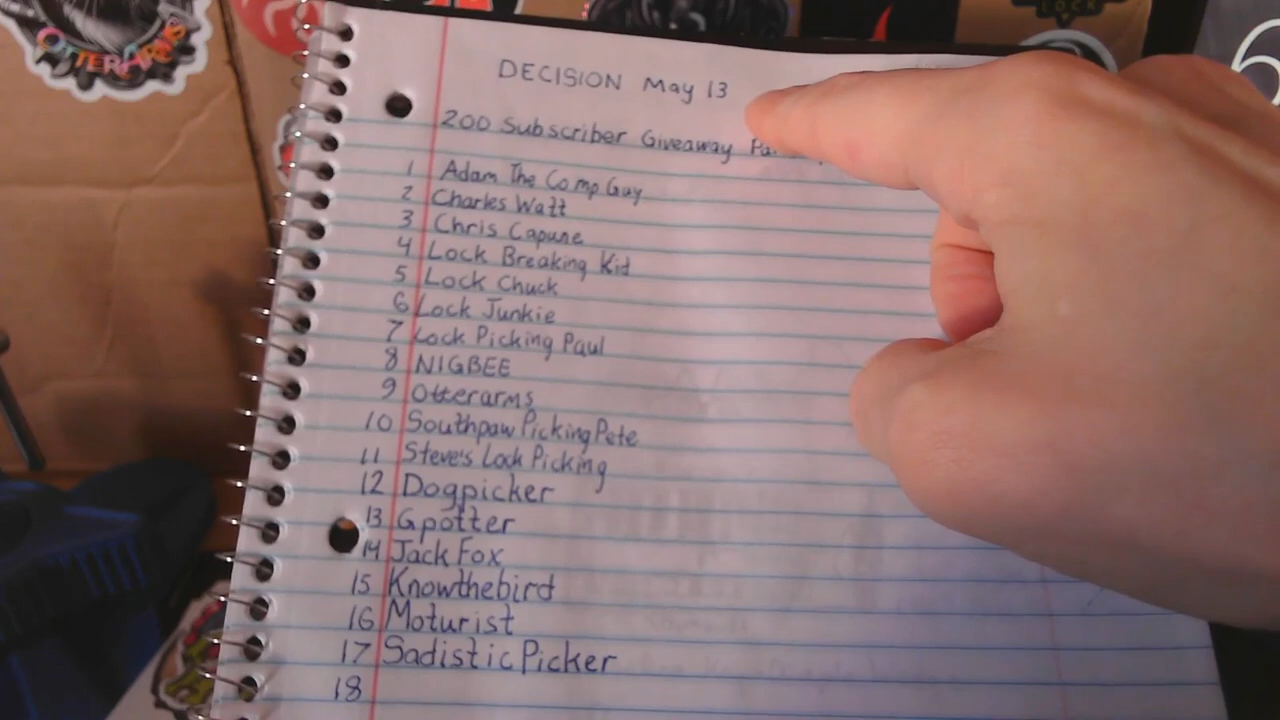 OTTERARMS
LOCK
DECISION May 13
200 Subscriber Giveaway
1 Adam The Comp Guy
2 Charles Watt
3 Chris Capune
4 Lock Breaking Kid
5 Lock Chuck
6 Lock Junkie
7 Lock Picking Paul
8 NIGBEE
9 Otterarms
10 Southpaw Picking Pete
11 Steve's Lock Picking
12 Dogpicker
13 Gpotter
14 Jack Fox
15 Knowthebird
16 Moturist
17 Sadistic Picker
18